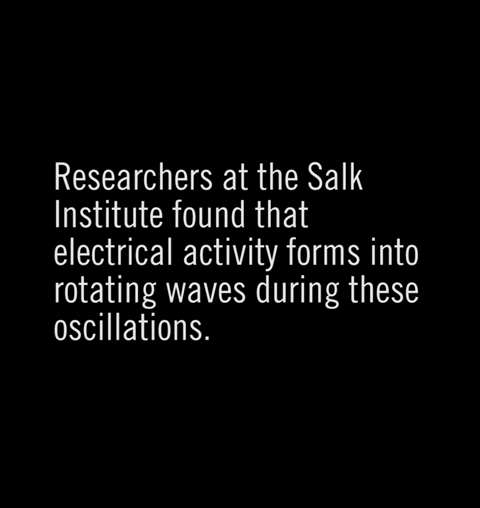 Researchers at the Salk
Institute found that
electrical activity forms into
rotating waves during these
oscillations.